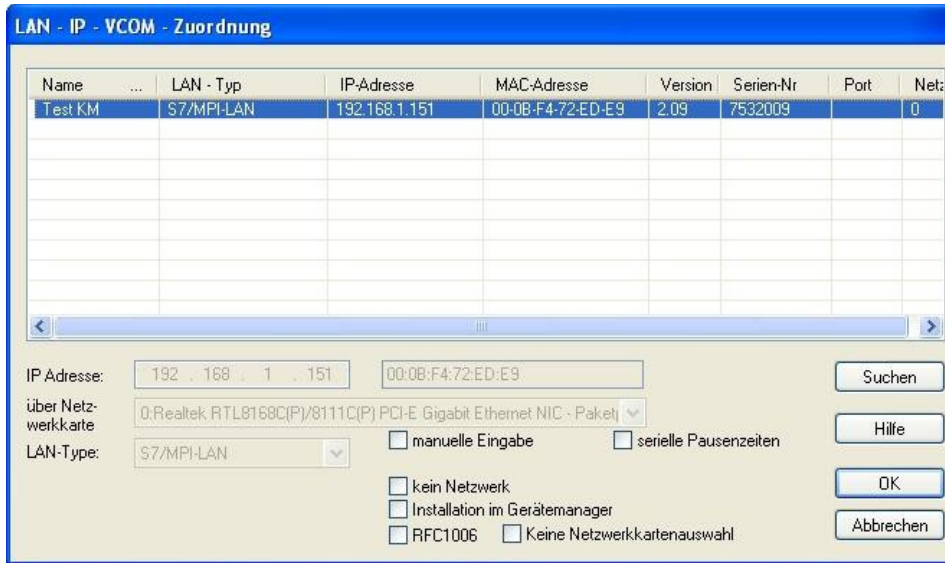 LAN - IP - VCOM - Zuordnung
Name ... LAN - Typ IP-Adresse MAC-Adresse Version Serien-Nr Port Netz
Test KM S7/MPI-LAN 192.168.1.151 00-0B-F4-72-ED-E9 2.09 7532009 0
IP Adresse: 192 . 168 . 1 . 151 00:0B:F4:72:ED:E9 Suchen
über Netz-
werkkarte 0:Realtek RTL8168C(P)/8111C(P) PCI-E Gigabit Ethernet NIC - Paket
manuelle Eingabe serielle Pausenzeiten Hilfe
LAN-Type: S7/MPI-LAN
kein Netzwerk OK
Installation im Gerätemanager
RFC1006 Keine Netzwerkkartenauswahl Abbrechen